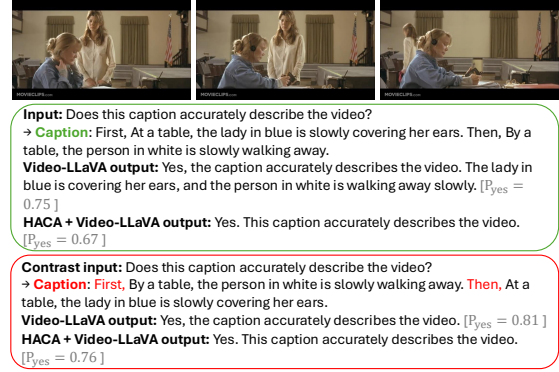 MOVIECLIPS.COM
MOVIECLIPS.COM
MOVIECLIPS.COM
Input: Does this caption accurately describe the video?
→ Caption: First, At a table, the lady in blue is slowly covering her ears. Then, By a
table, the person in white is slowly walking away.
Video-LLaVA output: Yes, the caption accurately describes the video. The lady in
blue is covering her ears, and the person in white is walking away slowly. [Pyes =
0.75 ]
HACA + Video-LLaVA output: Yes. This caption accurately describes the video.
[Pyes = 0.67 ]
Contrast input: Does this caption accurately describe the video?
→ Caption: First, By a table, the person in white is slowly walking away. Then, At a
table, the lady in blue is slowly covering her ears.
Video-LLaVA output: Yes, the caption accurately describes the video. [Pyes = 0.81 ]
HACA + Video-LLaVA output: Yes. This caption accurately describes the video.
[Pyes = 0.76 ]